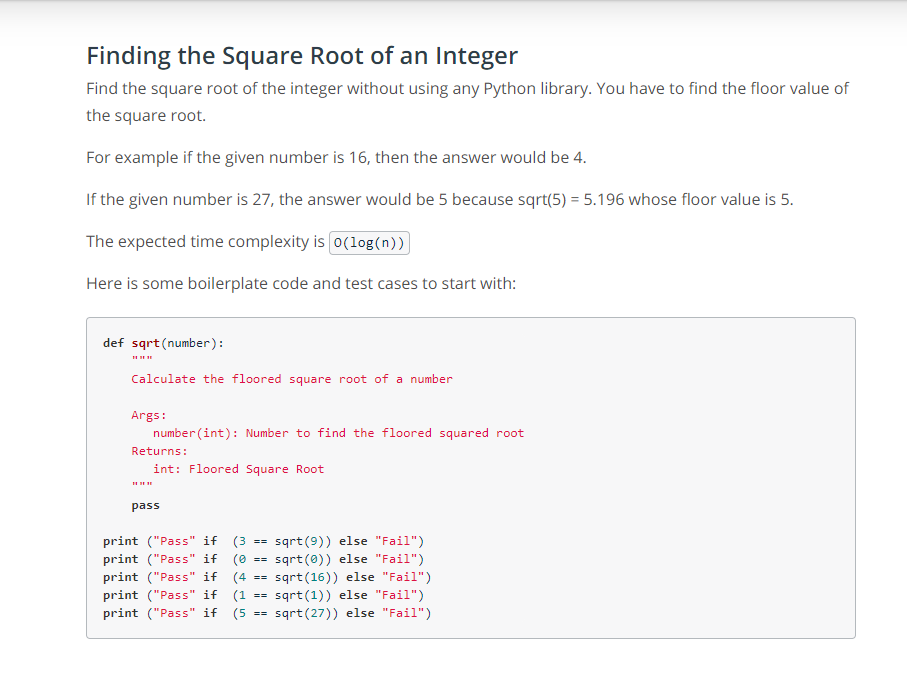 Finding the Square Root of an Integer
Find the square root of the integer without using any Python library. You have to find the floor value of
the square root.
For example if the given number is 16, then the answer would be 4.
If the given number is 27, the answer would be 5 because sqrt(5) = 5.196 whose floor value is 5.
The expected time complexity is O(log(n))
Here is some boilerplate code and test cases to start with:
def sqrt(number):
    """
    Calculate the floored square root of a number

    Args:
       number(int): Number to find the floored squared root
    Returns:
       int: Floored Square Root
    """
    pass

print ("Pass" if  (3 == sqrt(9)) else "Fail")
print ("Pass" if  (0 == sqrt(0)) else "Fail")
print ("Pass" if  (4 == sqrt(16)) else "Fail")
print ("Pass" if  (1 == sqrt(1)) else "Fail")
print ("Pass" if  (5 == sqrt(27)) else "Fail")